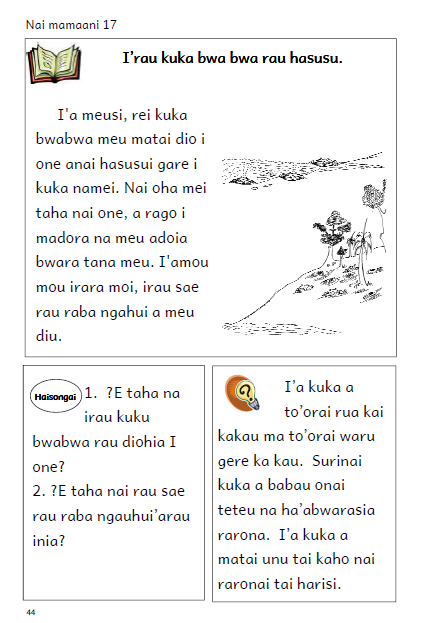 Nai mamaani 17
I’rau kuka bwa bwa rau hasusu.
I'a meusi, rei kuka
bwabwa meu matai dio i
one anai hasusui gare i
kuka namei. Nai oha mei
taha nai one, a rago i
madora na meu adoia
bwara tana meu. I'amou
mou irara moi, irau sae
rau raba ngahui a meu
diu.
Haisongai
1. ?E taha na
irau kuku
bwabwa rau diohia I
one?
2. ?E taha nai rau sae
rau raba ngauhui’arau
inia?
I’a kuka a
to’orai rua kai
kakau ma to’orai waru
gere ka kau. Surinai
kuka a babau onai
teteu na ha’abwarasia
rarona. I’a kuka a
matai unu tai kaho nai
raronai tai harisi.
44